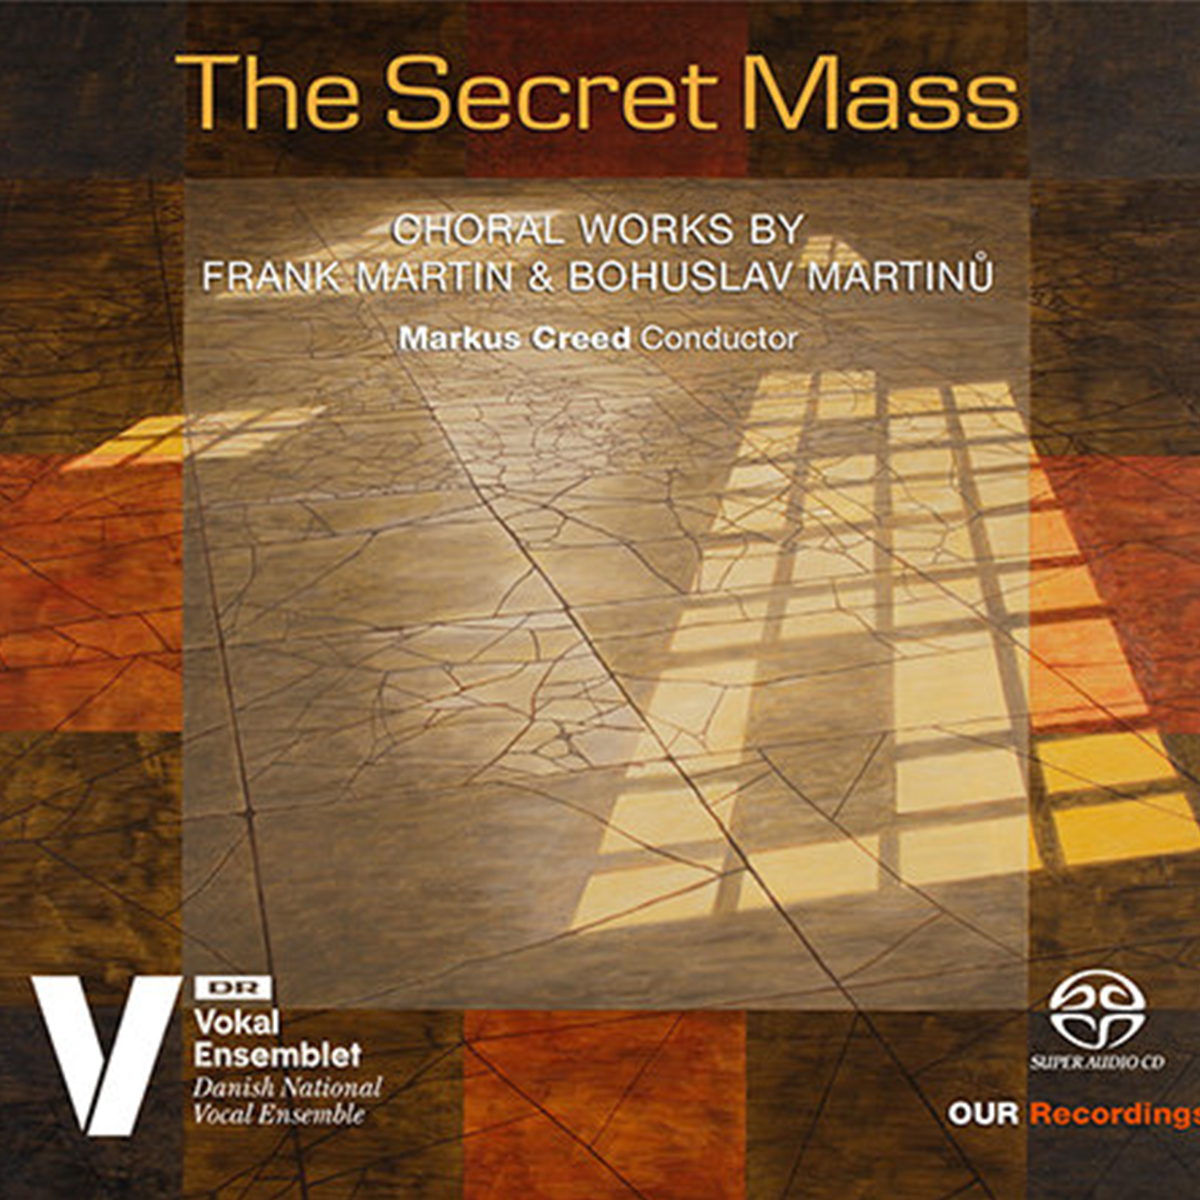 The Secret Mass
CHORAL WORKS BY
FRANK MARTIN & BOHUSLAV MARTINŮ
Markus Creed Conductor
DR
Vokal
Ensemblet
Danish National
Vocal Ensemble
SUPER AUDIO CD
OUR Recordings